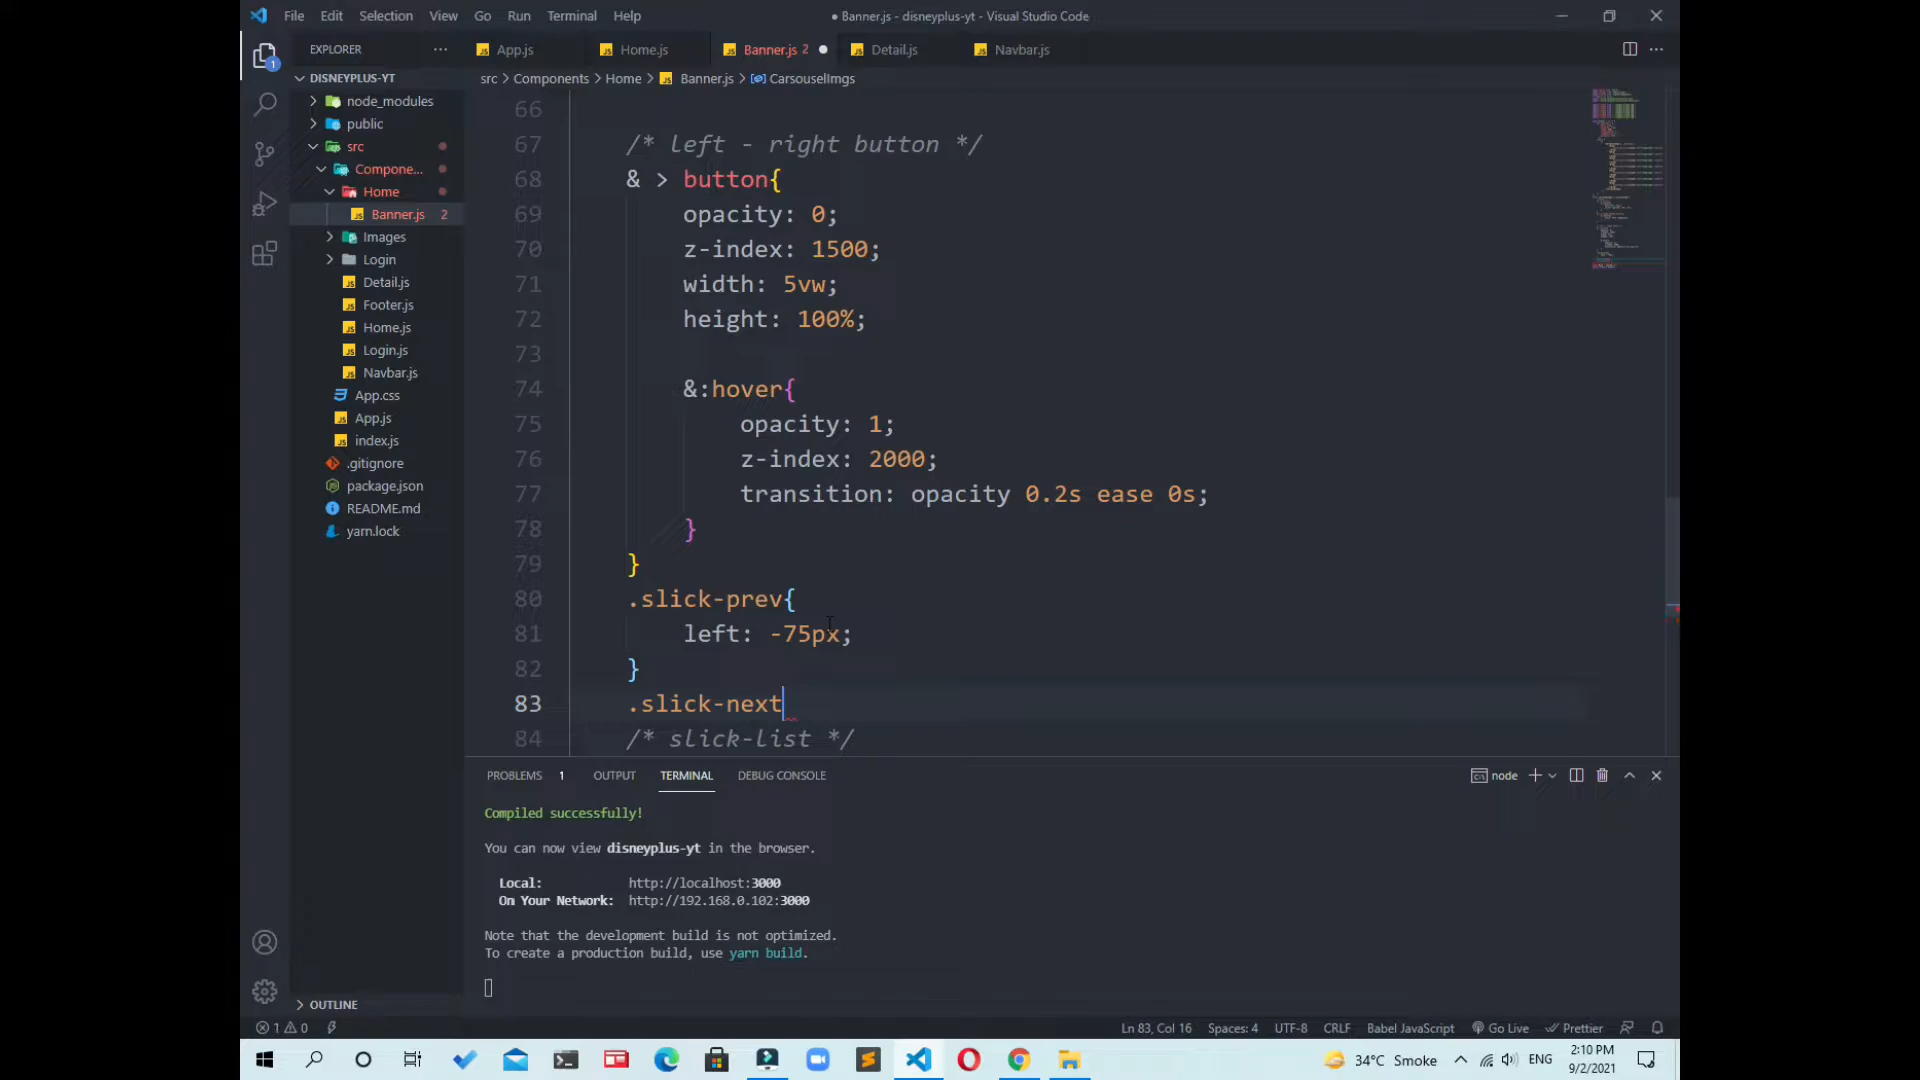 File Edit Selection View Go Run Terminal Help
● Banner.js - disneyplus-yt - Visual Studio Code
EXPLORER
App.js
Home.js
Banner.js 2
Detail.js
Navbar.js
DISNEYPLUS-YT
src > Components > Home > Banner.js > CarsouselImgs
node_modules
public
src
Compone...
Home
Banner.js 2
Images
Login
Detail.js
Footer.js
Home.js
Login.js
Navbar.js
App.css
App.js
index.js
.gitignore
package.json
README.md
yarn.lock
OUTLINE
1
66
67 /* left - right button */
68 & > button{
69 opacity: 0;
70 z-index: 1500;
71 width: 5vw;
72 height: 100%;
73
74 &:hover{
75 opacity: 1;
76 z-index: 2000;
77 transition: opacity 0.2s ease 0s;
78 }
79 }
80 .slick-prev{
81 left: -75px;
82 }
83 .slick-next
84 /* slick-list */
PROBLEMS 1 OUTPUT TERMINAL DEBUG CONSOLE
node
Compiled successfully!
You can now view disneyplus-yt in the browser.
Local: http://localhost:3000
On Your Network: http://192.168.0.102:3000
Note that the development build is not optimized.
To create a production build, use yarn build.
1 0
Ln 83, Col 16 Spaces: 4 UTF-8 CRLF Babel JavaScript Go Live Prettier
34°C Smoke ENG
2:10 PM
9/2/2021